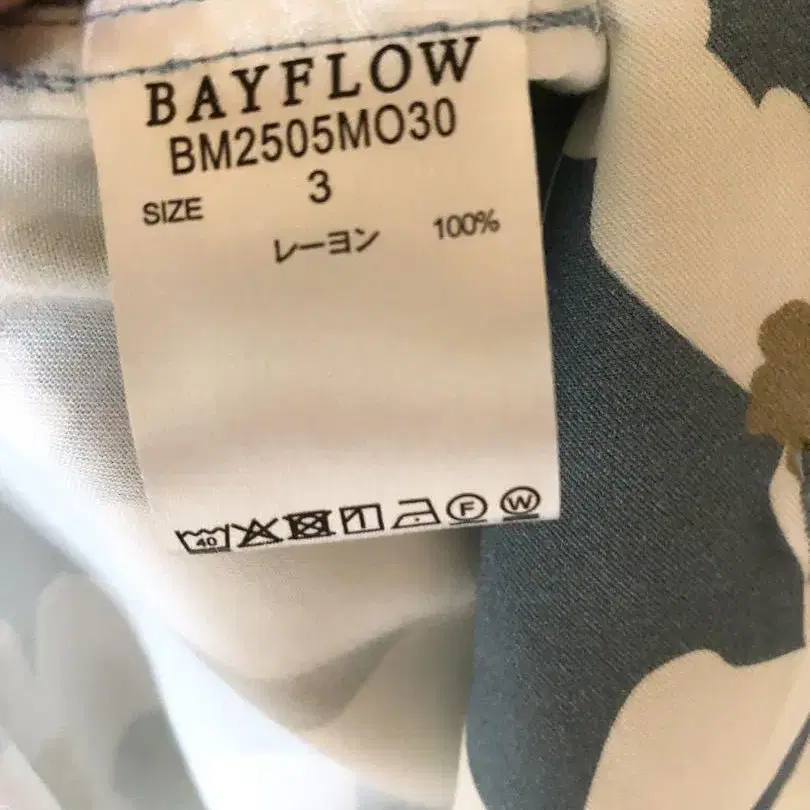 BAYFLOW
BM2505MO30
SIZE 3
レーヨン 100%
40 F W